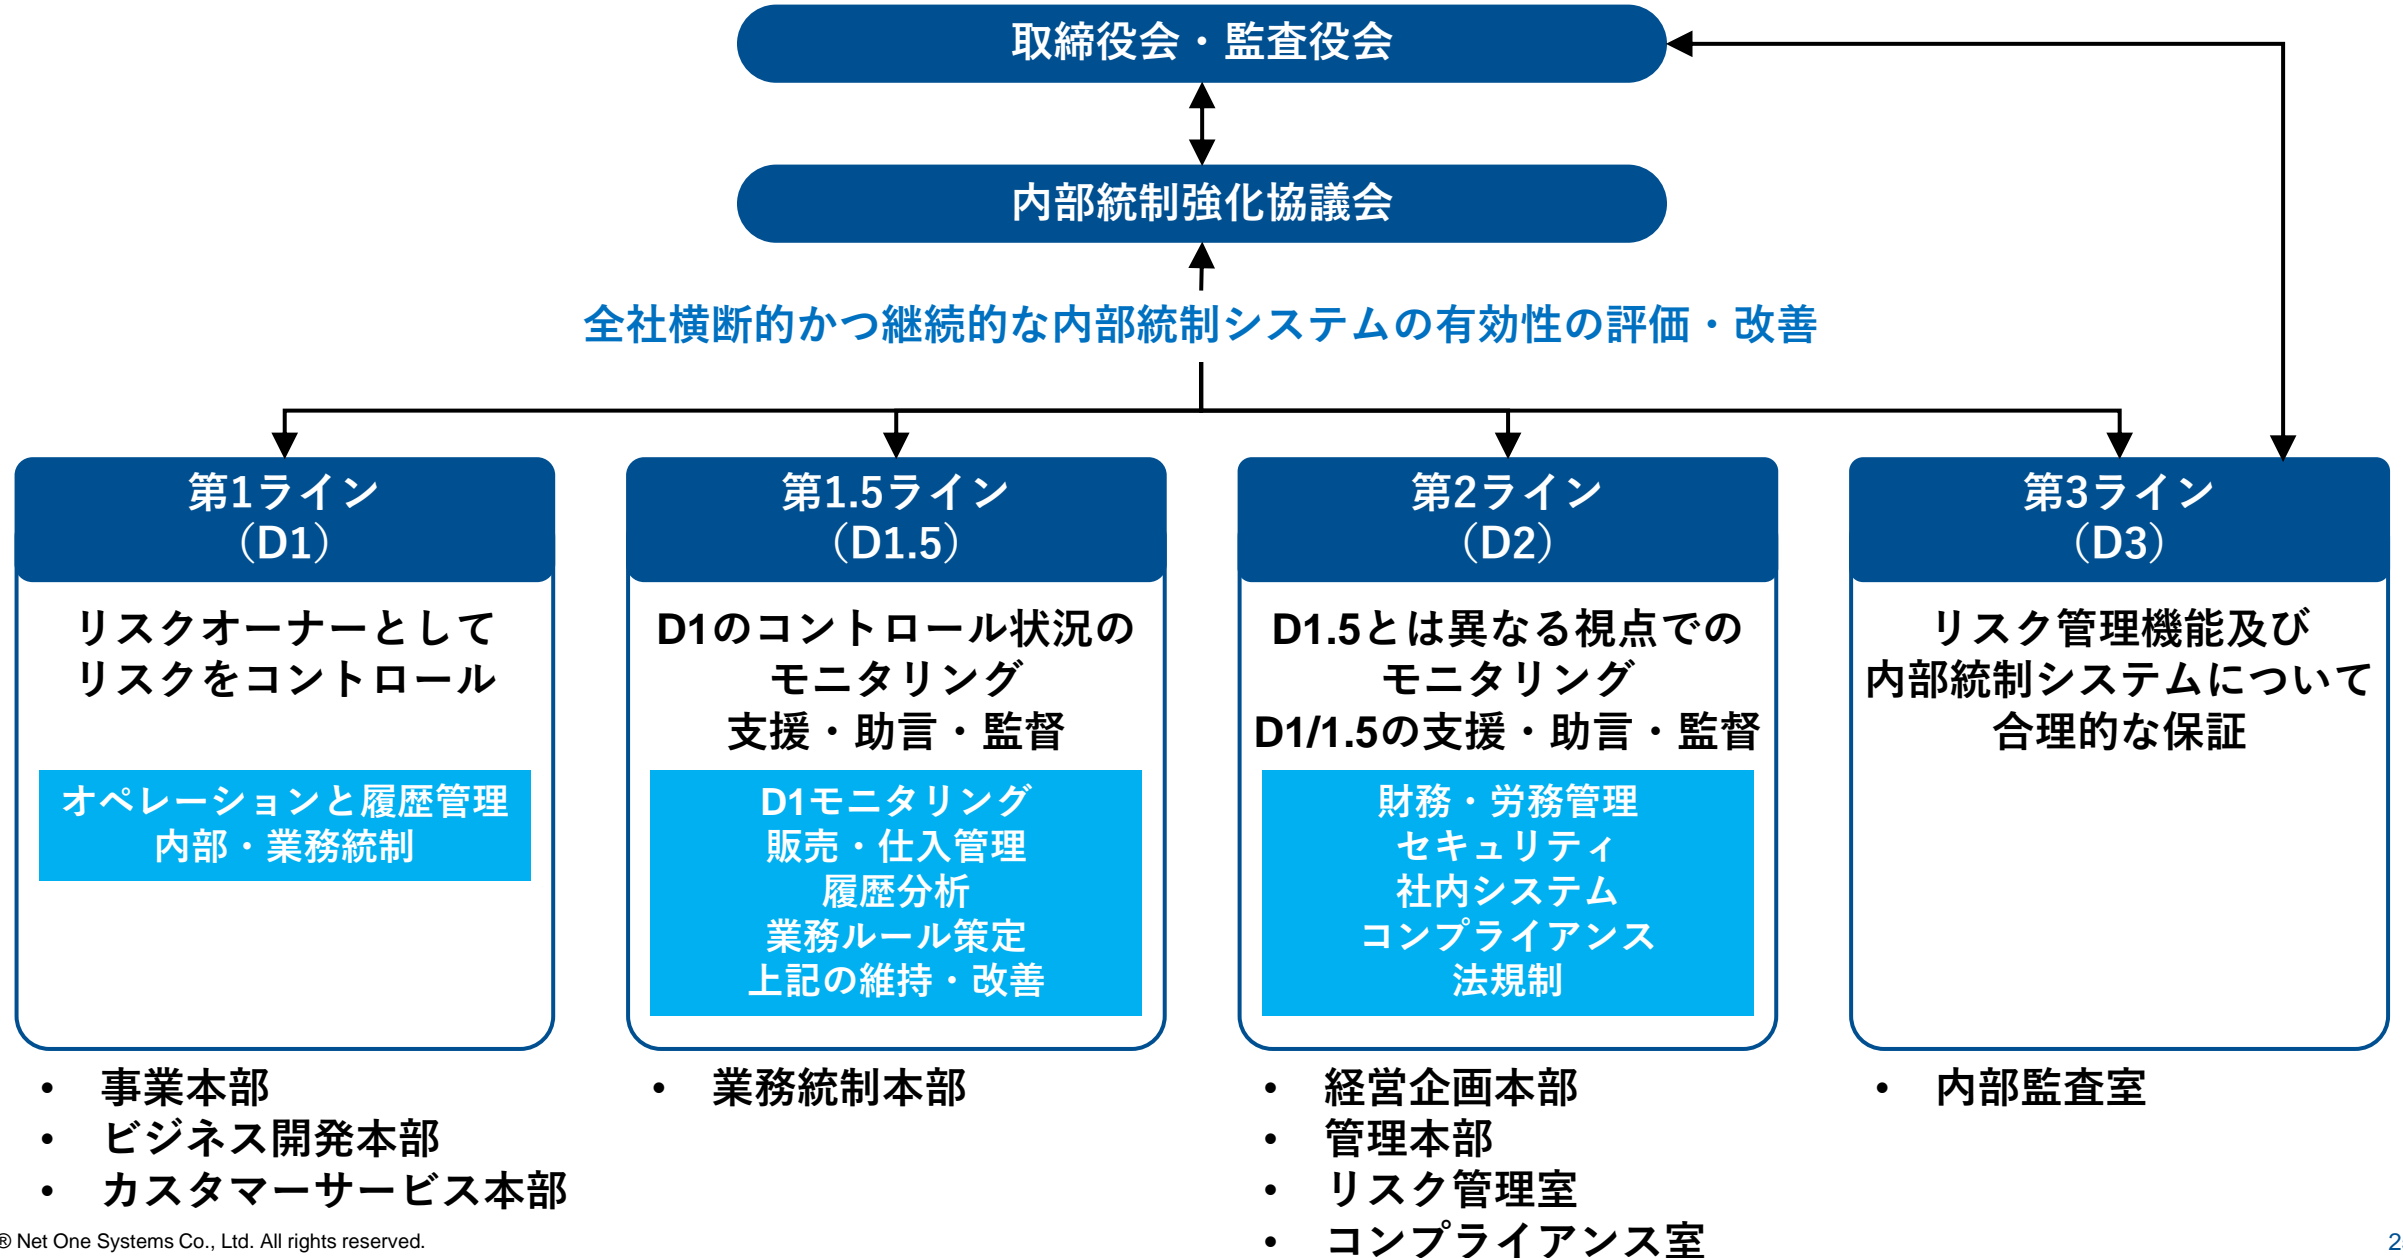 取締役会・監査役会
内部統制強化協議会
全社横断的かつ継続的な内部統制システムの有効性の評価・改善
第1ライン
（D1）
リスクオーナーとして
リスクをコントロール
オペレーションと履歴管理
内部・業務統制
• 事業本部
• ビジネス開発本部
• カスタマーサービス本部
第1.5ライン
（D1.5）
D1のコントロール状況の
モニタリング
支援・助言・監督
D1モニタリング
販売・仕入管理
履歴分析
業務ルール策定
上記の維持・改善
• 業務統制本部
第2ライン
（D2）
D1.5とは異なる視点での
モニタリング
D1/1.5の支援・助言・監督
財務・労務管理
セキュリティ
社内システム
コンプライアンス
法規制
• 経営企画本部
• 管理本部
• リスク管理室
• コンプライアンス室
第3ライン
（D3）
リスク管理機能及び
内部統制システムについて
合理的な保証
• 内部監査室
® Net One Systems Co., Ltd. All rights reserved.
2